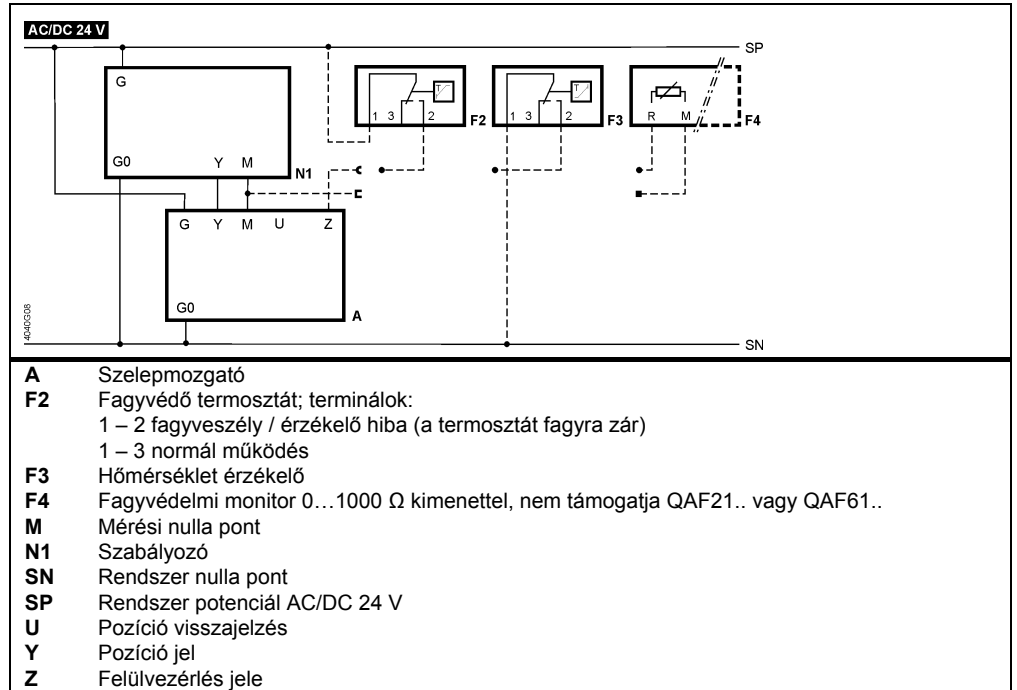 AC/DC 24 V
SP
G
T T
1 3 2 F2 1 3 2 F3 R M F4
G0 Y M N1
G Y M U Z
G0 A
4040G08
SN
A Szelepmozgató
F2 Fagyvédő termosztát; terminálok:
1 – 2 fagyveszély / érzékelő hiba (a termosztát fagyra zár)
1 – 3 normál működés
F3 Hőmérséklet érzékelő
F4 Fagyvédelmi monitor 0…1000 Ω kimenettel, nem támogatja QAF21.. vagy QAF61..
M Mérési nulla pont
N1 Szabályozó
SN Rendszer nulla pont
SP Rendszer potenciál AC/DC 24 V
U Pozíció visszajelzés
Y Pozíció jel
Z Felülvezérlés jele